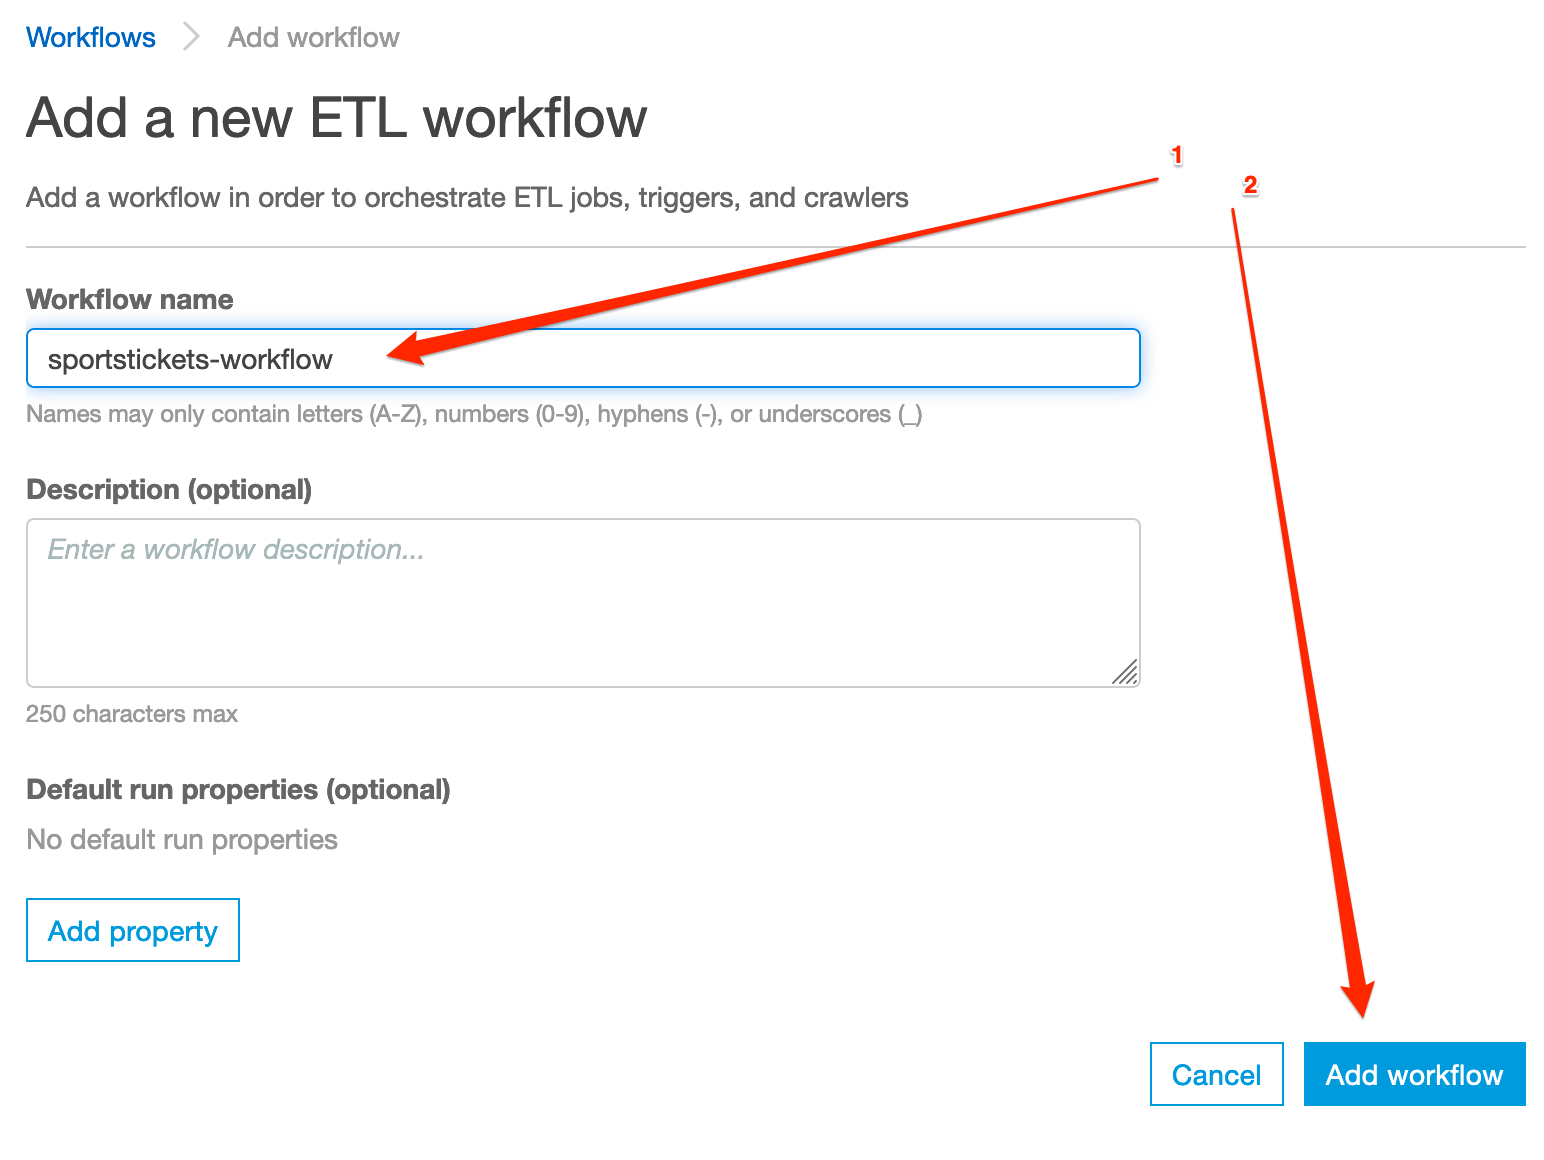 Workflows Add workflow
Add a new ETL workflow
1
2
Add a workflow in order to orchestrate ETL jobs, triggers, and crawlers
Workflow name
sportstickets-workflow
Names may only contain letters (A-Z), numbers (0-9), hyphens (-), or underscores (_)
Description (optional)
Enter a workflow description...
250 characters max
Default run properties (optional)
No default run properties
Add property
Cancel Add workflow